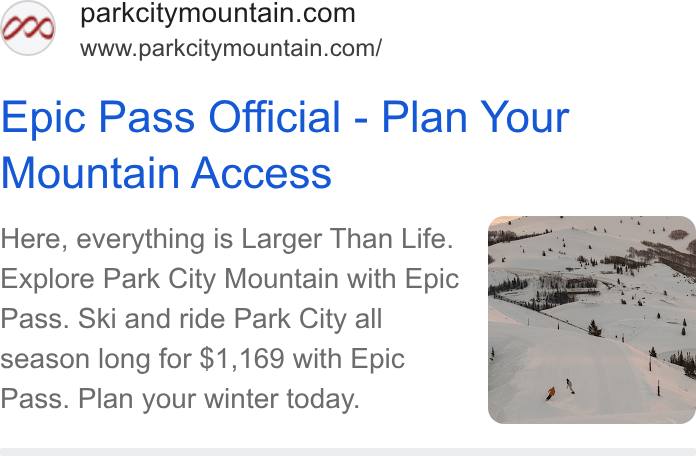 parkcitymountain.com
www.parkcitymountain.com/
Epic Pass Official - Plan Your
Mountain Access
Here, everything is Larger Than Life.
Explore Park City Mountain with Epic
Pass. Ski and ride Park City all
season long for $1,169 with Epic
Pass. Plan your winter today.